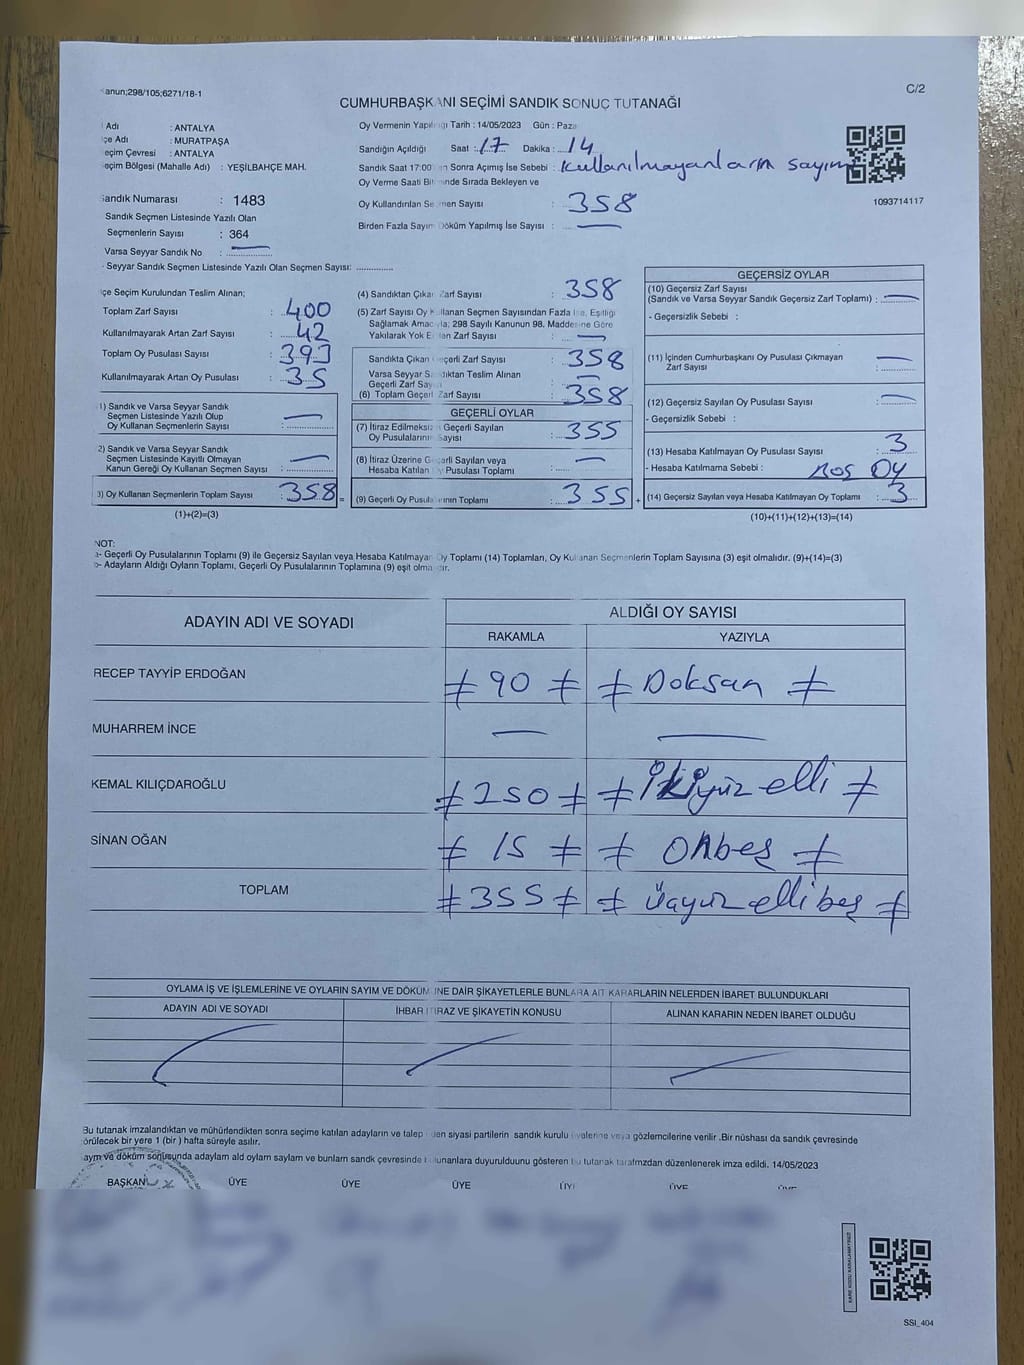 Kanun;298/105;6271/18-1
C/2
CUMHURBAŞKANI SEÇİMİ SANDIK SONUÇ TUTANAĞI
Adı : ANTALYA
çe Adı : MURATPAŞA
eçim Çevresi : ANTALYA
eçim Bölgesi (Mahalle Adı) : YEŞİLBAHÇE MAH.
Sandık Numarası : 1483
Sandık Seçmen Listesinde Yazılı Olan
Seçmenlerin Sayısı : 364
Varsa Seyyar Sandık No : —
- Seyyar Sandık Seçmen Listesinde Yazılı Olan Seçmen Sayısı: ..............
Oy Vermenin Yapıldığı Tarih : 14/05/2023 Gün : Paza
Sandığın Açıldığı Saat : 17 Dakika : 14
Sandık Saat 17:00' en Sonra Açımış İse Sebebi : Kullanılmayanların sayım
Oy Verme Saati Bitiminde Sırada Bekleyen ve
Oy Kullandırılan Seçmen Sayısı : 358
Birden Fazla Sayım Döküm Yapılmış İse Sayısı : —
1093714117
çe Seçim Kurulundan Teslim Alınan;
Toplam Zarf Sayısı : 400
Kullanılmayarak Artan Zarf Sayısı : 42
Toplam Oy Pusulası Sayısı : 393
Kullanılmayarak Artan Oy Pusulası : 35
1) Sandık ve Varsa Seyyar Sandık
Seçmen Listesinde Yazılı Olup
Oy Kullanan Seçmenlerin Sayısı : —
2) Sandık ve Varsa Seyyar Sandık
Seçmen Listesinde Kayıtlı Olmayan
Kanun Gereği Oy Kullanan Seçmen Sayısı : —
3) Oy Kullanan Seçmenlerin Toplam Sayısı : 358 =
(1)+(2)=(3)
(4) Sandıktan Çıkan Zarf Sayısı : 358
(5) Zarf Sayısı Oy Kullanan Seçmen Sayısından Fazla İse, Eşitliği
Sağlamak Amacıyla; 298 Sayılı Kanunun 98. Maddesine Göre
Yakılarak Yok Edilen Zarf Sayısı : —
Sandıkta Çıkan Geçerli Zarf Sayısı : 358
Varsa Seyyar Sandıktan Teslim Alınan
Geçerli Zarf Sayısı : —
(6) Toplam Geçerli Zarf Sayısı : 358
GEÇERLİ OYLAR
(7) İtiraz Edilmeksizin Geçerli Sayılan
Oy Pusulalarının Sayısı : 355
(8) İtiraz Üzerine Geçerli Sayılan veya
Hesaba Katılan Oy Pusulası Toplamı : —
(9) Geçerli Oy Pusulalarının Toplamı : 355 +
GEÇERSİZ OYLAR
(10) Geçersiz Zarf Sayısı
(Sandık ve Varsa Seyyar Sandık Geçersiz Zarf Toplamı) : —
- Geçersizlik Sebebi :
(11) İçinden Cumhurbaşkanı Oy Pusulası Çıkmayan
Zarf Sayısı : —
(12) Geçersiz Sayılan Oy Pusulası Sayısı : —
- Geçersizlik Sebebi :
(13) Hesaba Katılmayan Oy Pusulası Sayısı : 3
- Hesaba Katılmama Sebebi : BOŞ OY
(14) Geçersiz Sayılan veya Hesaba Katılmayan Oy Toplamı : 3
(10)+(11)+(12)+(13)=(14)
NOT:
a- Geçerli Oy Pusulalarının Toplamı (9) ile Geçersiz Sayılan veya Hesaba Katılmayan Oy Toplamı (14) Toplamları, Oy Kullanan Seçmenlerin Toplam Sayısına (3) eşit olmalıdır. (9)+(14)=(3)
b- Adayların Aldığı Oyların Toplamı, Geçerli Oy Pusulalarının Toplamına (9) eşit olmalıdır.
ADAYIN ADI VE SOYADI
ALDIĞI OY SAYISI
RAKAMLA YAZIYLA
RECEP TAYYİP ERDOĞAN ≠ 90 ≠ ≠ Doksan ≠
MUHARREM İNCE — —
KEMAL KILIÇDAROĞLU ≠ 250 ≠ ≠ ikiyüz elli ≠
SİNAN OĞAN ≠ 15 ≠ ≠ Onbeş ≠
TOPLAM ≠ 355 ≠ ≠ üçyüz elli beş ≠
OYLAMA İŞ VE İŞLEMLERİNE VE OYLARIN SAYIM VE DÖKÜMÜNE DAİR ŞİKAYETLERLE BUNLARA AİT KARARLARIN NELERDEN İBARET BULUNDUKLARI
ADAYIN ADI VE SOYADI İHBAR İTİRAZ VE ŞİKAYETİN KONUSU ALINAN KARARIN NEDEN İBARET OLDUĞU
Bu tutanak imzalandıktan ve mühürlendikten sonra seçime katılan adayların ve talep eden siyasi partilerin sandık kurulu üyelerine veya gözlemcilerine verilir .Bir nüshası da sandık çevresinde
görülecek bir yere 1 (bir ) hafta süreyle asılır.
ayım ve döküm sonusunda adaylam ald oylam saylam ve bunlam sandk çevresinde bulunanlara duyurulduunu gösteren bu tutanak tarafmzdan düzenlenerek imza edildi. 14/05/2023
BAŞKAN ÜYE ÜYE ÜYE ÜYE ÜYE ÜYE
KARE KODU KARALAMAYINIZ!
SSI_404